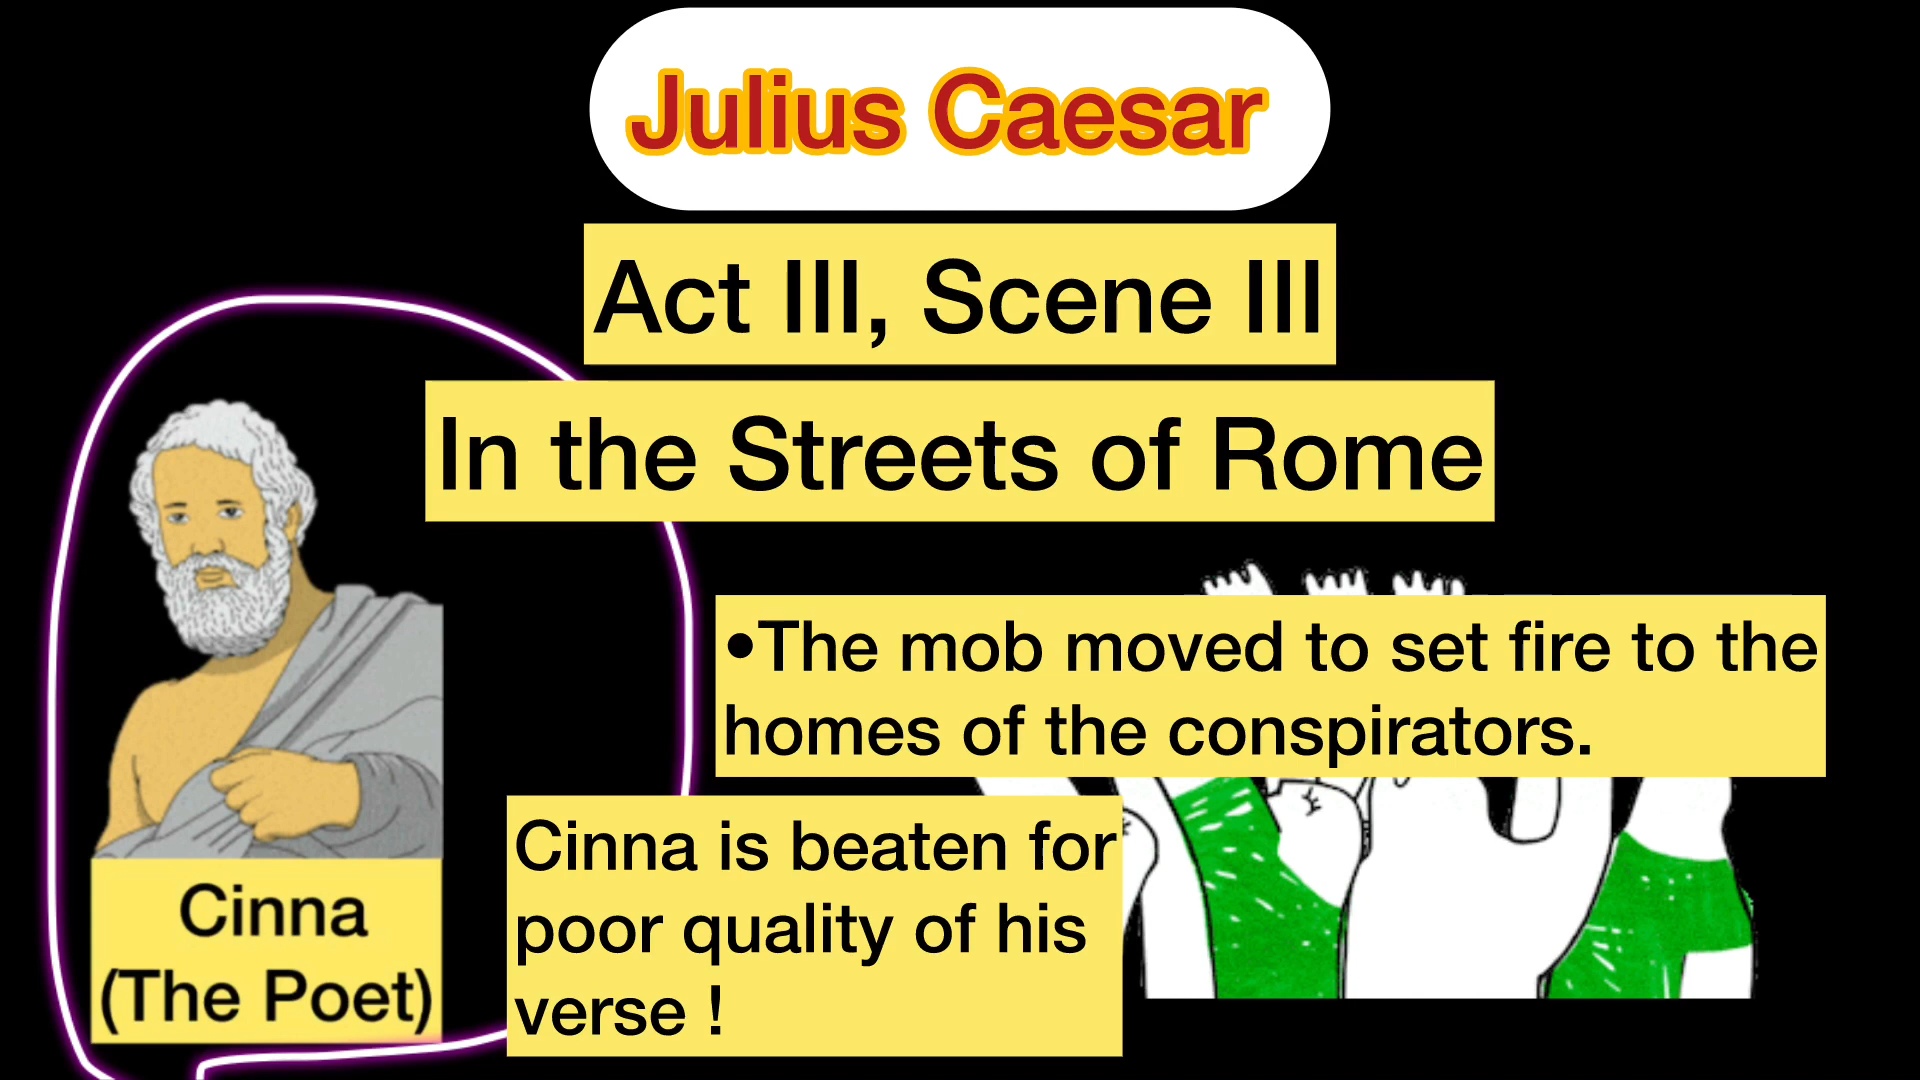 Julius Caesar
Act III, Scene III
In the Streets of Rome
•The mob moved to set fire to the
homes of the conspirators.
Cinna is beaten for
poor quality of his
verse !
Cinna
(The Poet)